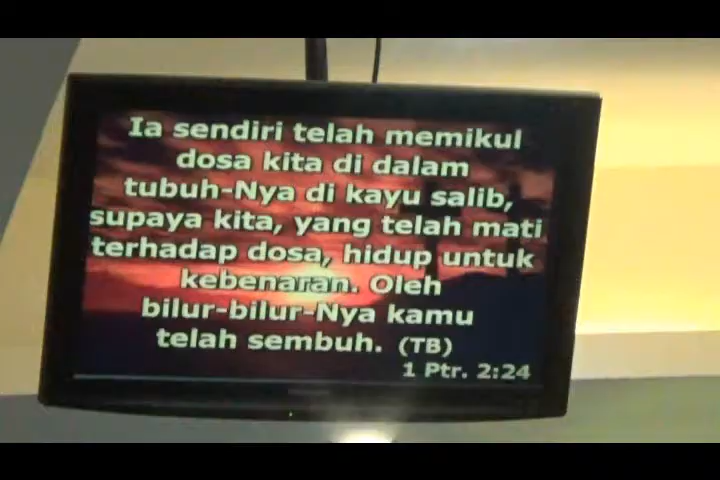 Ia sendiri telah memikul
dosa kita di dalam
tubuh-Nya di kayu salib,
supaya kita, yang telah mati
terhadap dosa, hidup untuk
kebenaran. Oleh
bilur-bilur-Nya kamu
telah sembuh. (TB)
1 Ptr. 2:24